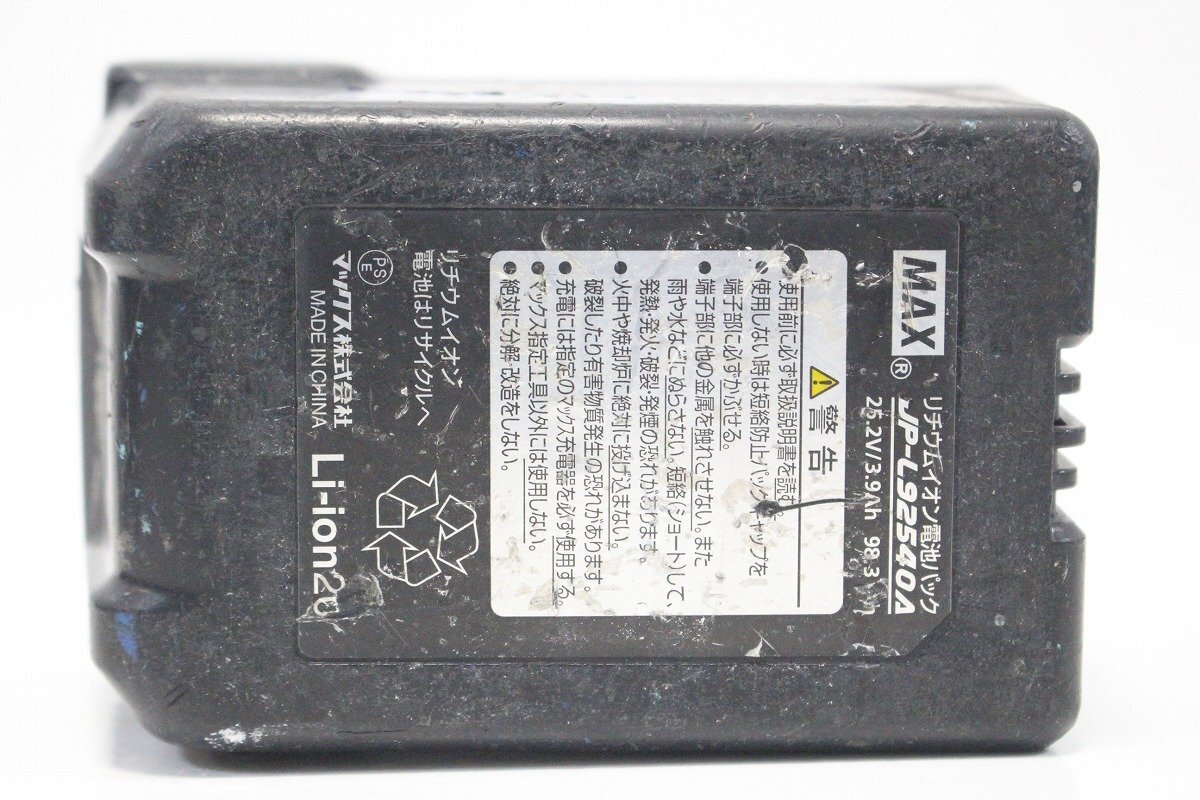 MAX®
リチウムイオン電池パック
JP-L92540A
25.2V/3.9Ah 98.3
警告
使用前に必ず取扱説明書を読む
●使用しない時は短絡防止パックキャップを
端子部に必ずかぶせる。
●端子部に他の金属を触れさせない。また
雨や水などにぬらさない。短絡(ショート)して、
発熱・発火・破裂・発煙の恐れがあります。
●火中や焼却炉に絶対に投げ込まない。
破裂したり有害物質発生の恐れがあります。
●充電には指定のマックス充電器を必ず使用する。
●マックス指定工具以外には使用しない。
●絶対に分解・改造をしない。
リチウムイオン
電池はリサイクルへ
Li-ion20
PS
E
マックス株式会社
MADE IN CHINA